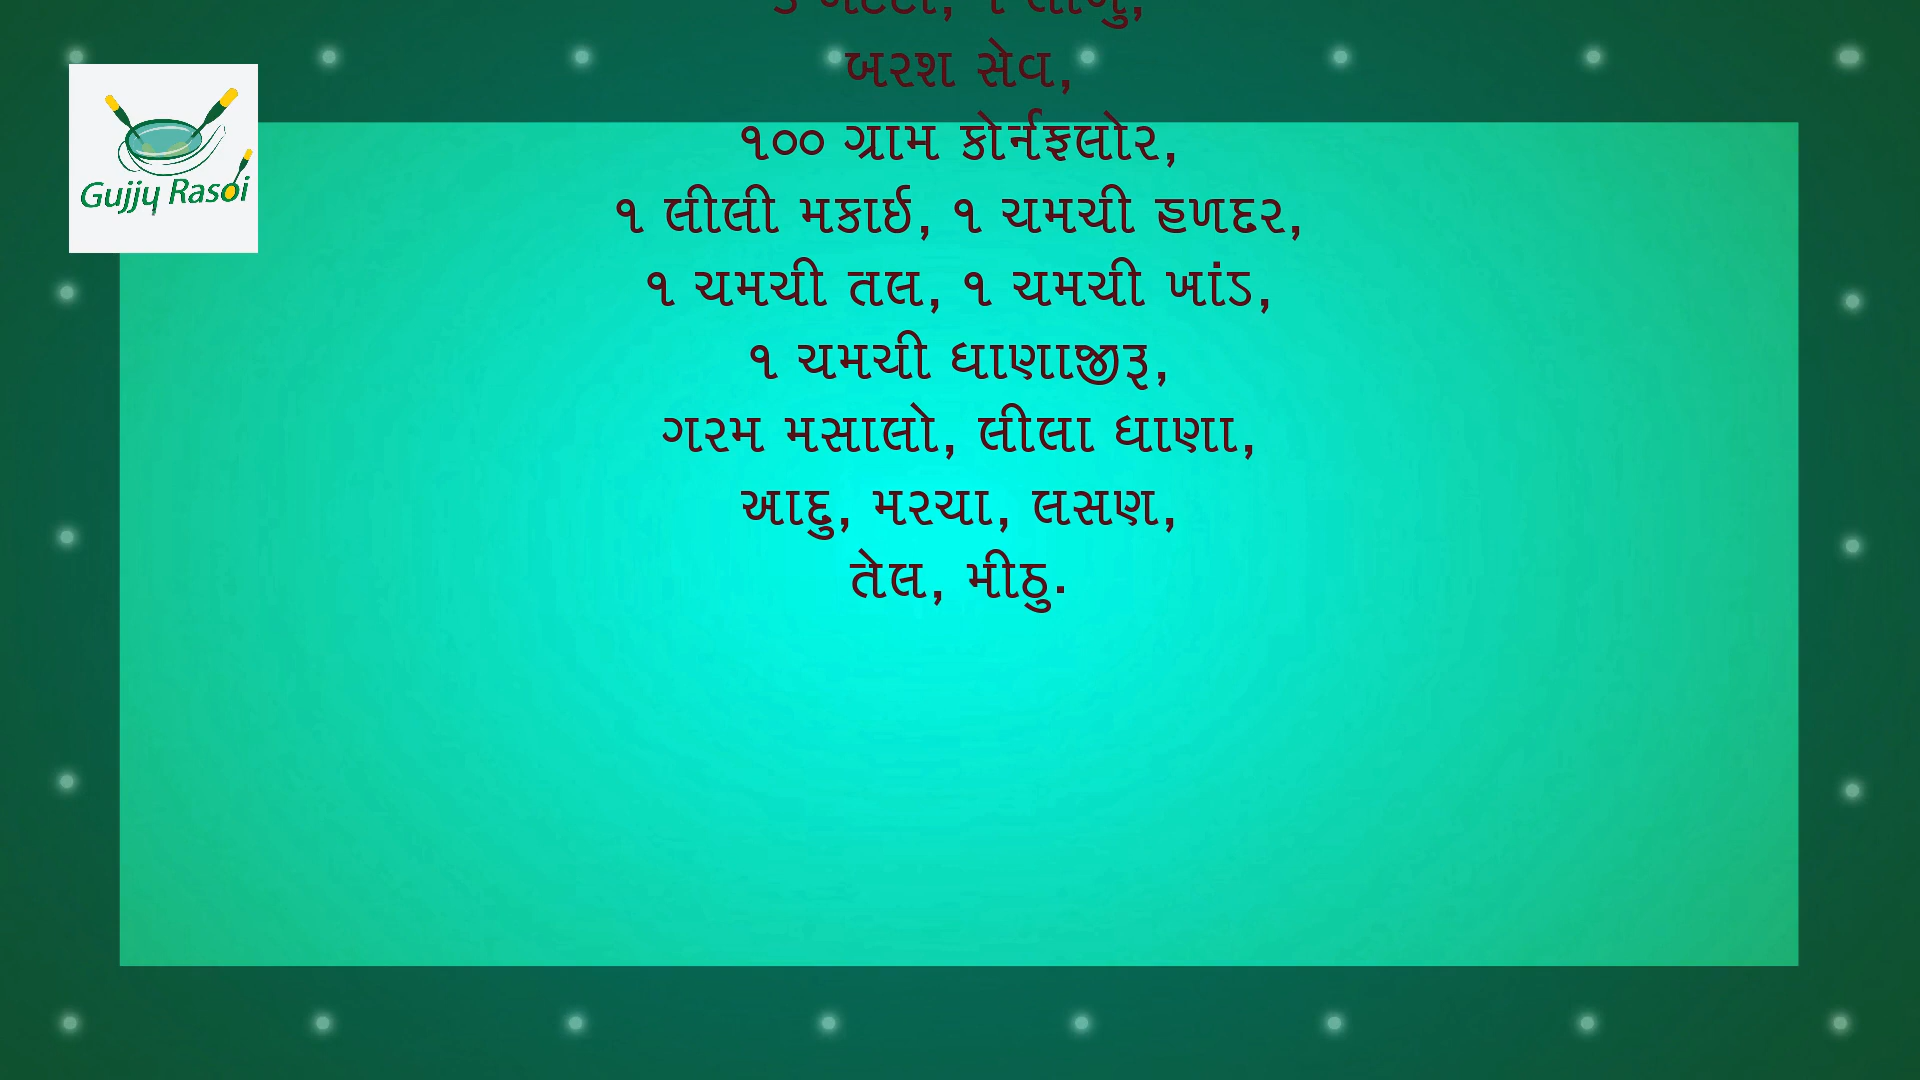 બરશ સેવ,
૧૦૦ ગ્રામ કોર્નફલોર,
૧ લીલી મકાઈ, ૧ ચમચી હળદર,
૧ ચમચી તલ, ૧ ચમચી ખાંડ,
૧ ચમચી ધાણાજીરૂ,
ગરમ મસાલો, લીલા ધાણા,
આદુ, મરચા, લસણ,
તેલ, મીઠુ.
Gujjy Rasoi